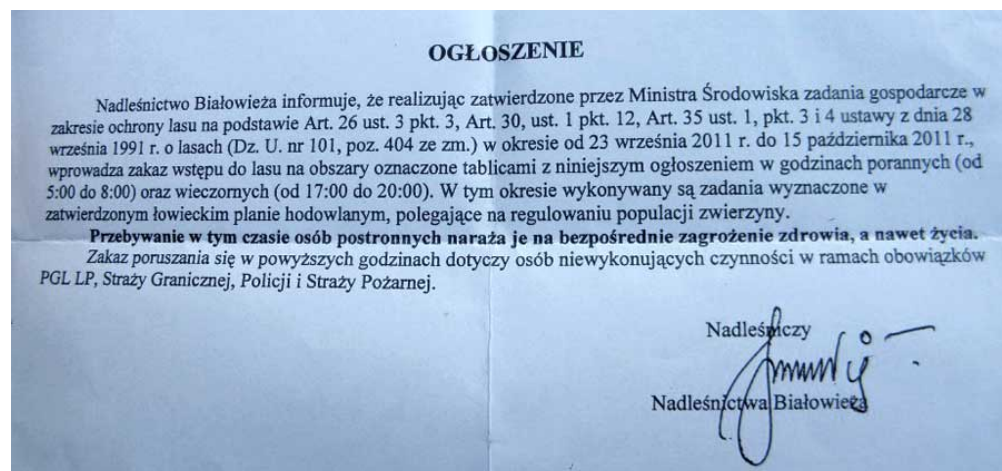 OGŁOSZENIE
Nadleśnictwo Białowieża informuje, że realizując zatwierdzone przez Ministra Środowiska zadania gospodarcze w
zakresie ochrony lasu na podstawie Art. 26 ust. 3 pkt. 3, Art. 30, ust. 1 pkt. 12, Art. 35 ust. 1, pkt. 3 i 4 ustawy z dnia 28
września 1991 r. o lasach (Dz. U. nr 101, poz. 404 ze zm.) w okresie od 23 września 2011 r. do 15 października 2011 r.,
wprowadza zakaz wstępu do lasu na obszary oznaczone tablicami z niniejszym ogłoszeniem w godzinach porannych (od
5:00 do 8:00) oraz wieczornych (od 17:00 do 20:00). W tym okresie wykonywany są zadania wyznaczone w
zatwierdzonym łowieckim planie hodowlanym, polegające na regulowaniu populacji zwierzyny.
Przebywanie w tym czasie osób postronnych naraża je na bezpośrednie zagrożenie zdrowia, a nawet życia.
Zakaz poruszania się w powyższych godzinach dotyczy osób niewykonujących czynności w ramach obowiązków
PGL LP, Straży Granicznej, Policji i Straży Pożarnej.
Nadleśniczy
Nadleśnictwa Białowieża